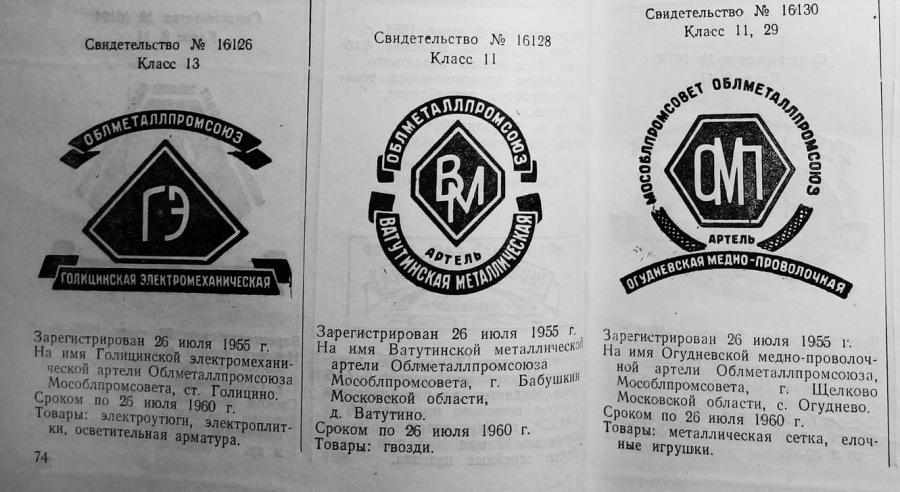 Свидетельство № 16126
Класс 13
ОБЛМЕТАЛЛПРОМСОЮЗ
ГЭ
ГОЛИЦИНСКАЯ ЭЛЕКТРОМЕХАНИЧЕСКАЯ
Зарегистрирован 26 июля 1955 г.
На имя Голицинской электромехани-
ческой артели Облметаллпромсоюза
Мособлпромсовета, ст. Голицино.
Сроком по 26 июля 1960 г.
Товары: электроутюги, электроплит-
ки, осветительная арматура.
74
Свидетельство № 16128
Класс 11
ОБЛМЕТАЛЛПРОМСОЮЗ
ВМ
АРТЕЛЬ
ВАТУТИНСКАЯ МЕТАЛЛИЧЕСКАЯ
Зарегистрирован 26 июля 1955 г.
На имя Ватутинской металлической
артели Облметаллпромсоюза
Мособлпромсовета, г. Бабушкин
Московской области,
д. Ватутино.
Сроком по 26 июля 1960 г.
Товары: гвозди.
Свидетельство № 16130
Класс 11, 29
МОСОБЛПРОМСОВЕТ ОБЛМЕТАЛЛПРОМСОЮЗ
ОМП
АРТЕЛЬ
ОГУДНЕВСКАЯ МЕДНО-ПРОВОЛОЧНАЯ
Зарегистрирован 26 июля 1955 г.
На имя Огудневской медно-проволоч-
ной артели Облметаллпромсоюза,
Мособлпромсовета, г. Щелково
Московской области, с. Огуднево.
Сроком по 26 июля 1960 г.
Товары: металлическая сетка, елоч-
ные игрушки.